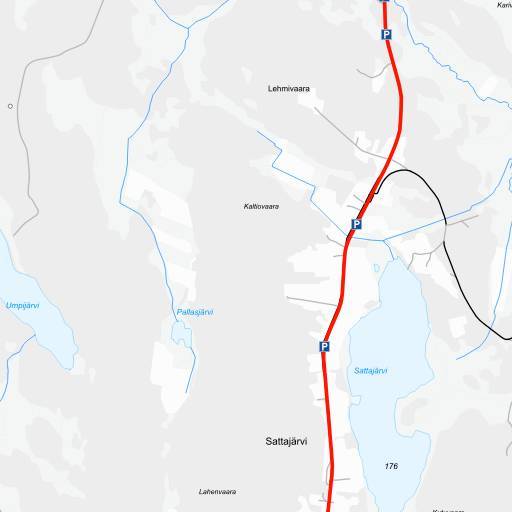 P
Lehmivaara
Kaltiovaara
P
Umpijärvi
Pallasjärvi
P
Sattajärvi
Sattajärvi
176
Lahenvaara